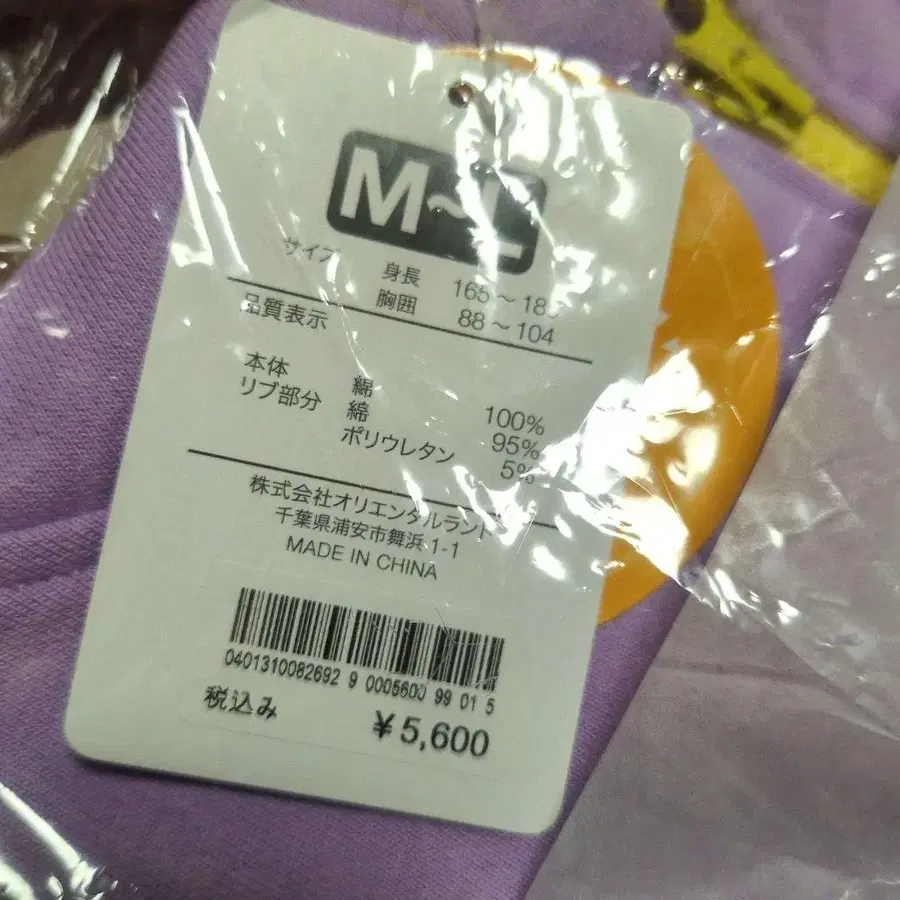 M~L
サイズ 身長 165～18
胸囲 88～104
品質表示
本体 綿 100%
リブ部分 綿 95%
ポリウレタン 5%
株式会社オリエンタルランド
千葉県浦安市舞浜 1-1
MADE IN CHINA
0401310082692 9 0005600 99 01 5
税込み ¥5,600